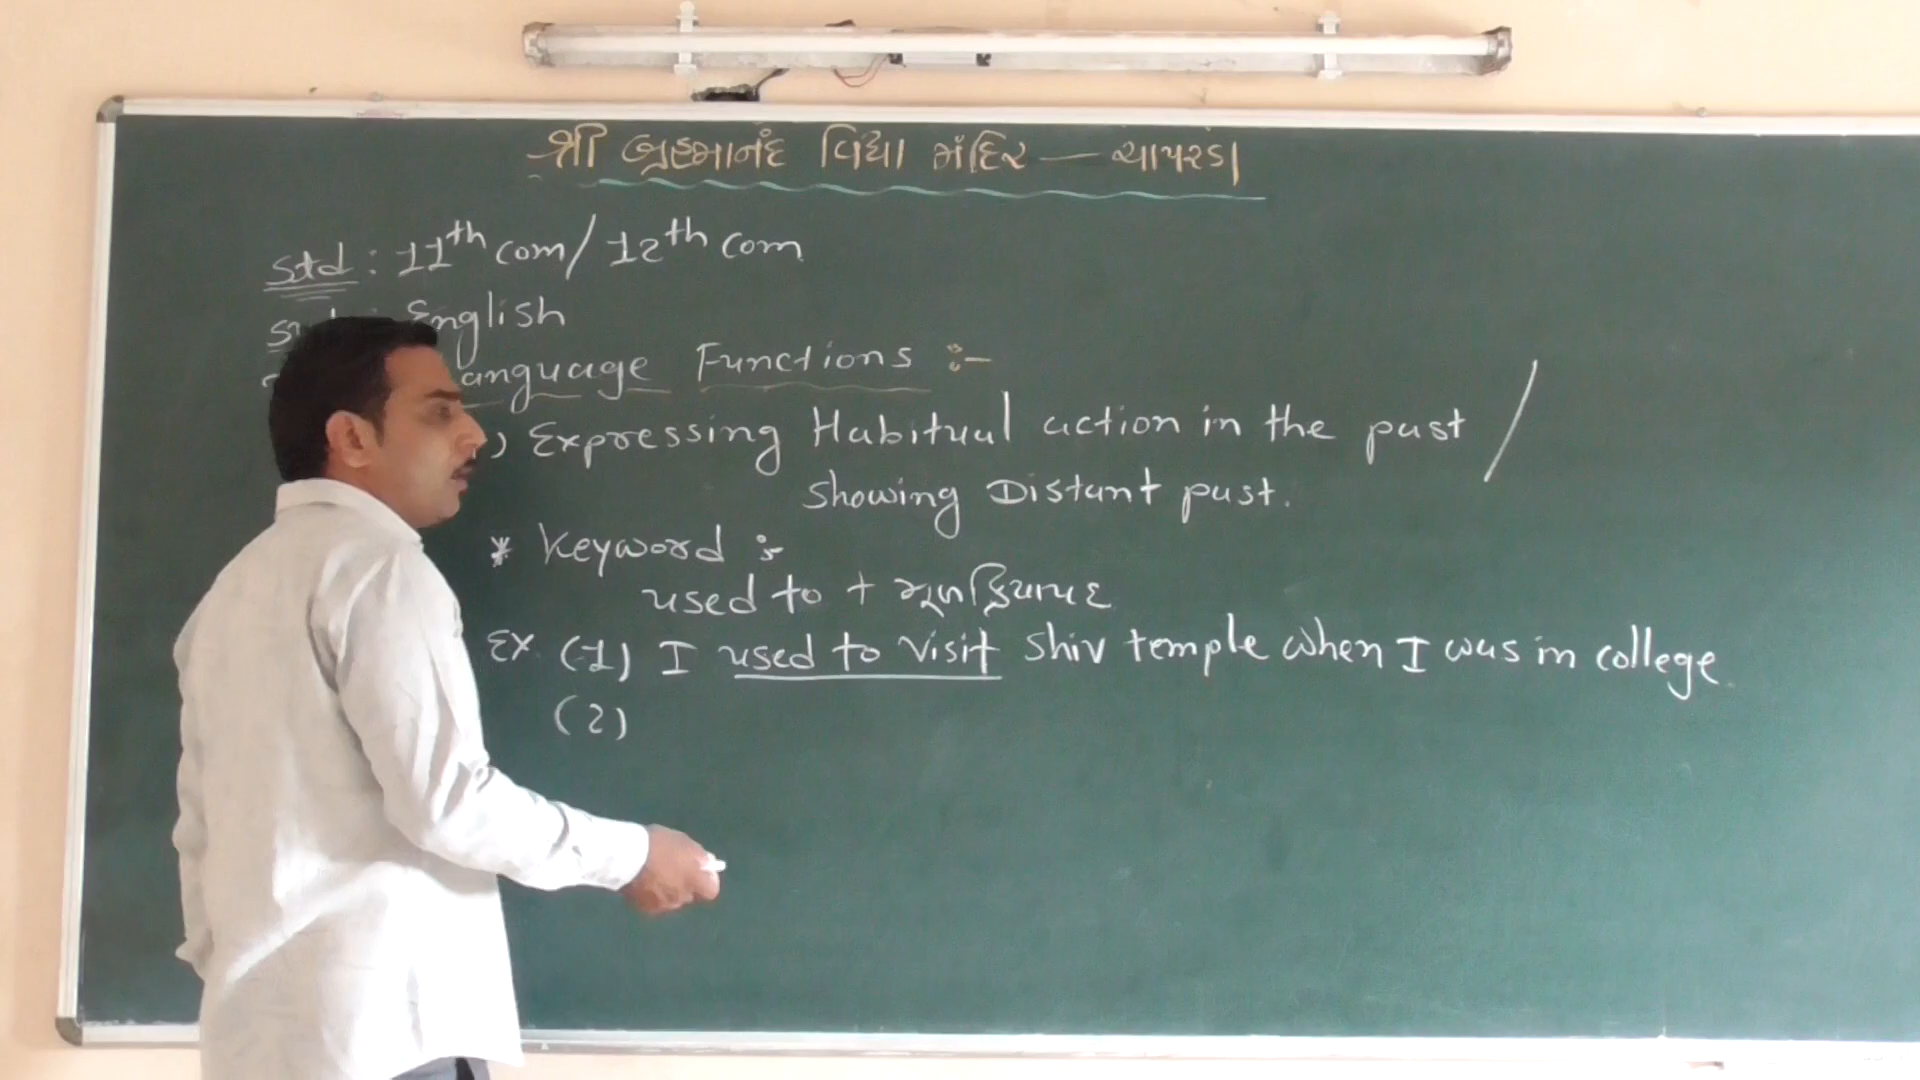 શ્રી બ્રહ્માનંદ વિદ્યા મંદિર — ચાપરડા
Std : 11th com / 12th com
English
Language Functions :-
) Expressing Habitual action in the past /
Showing Distant past.
* Keyword :-
used to + મૂળ ક્રિયાપદ
Ex. (1) I used to visit Shiv temple when I was in college.
(2)